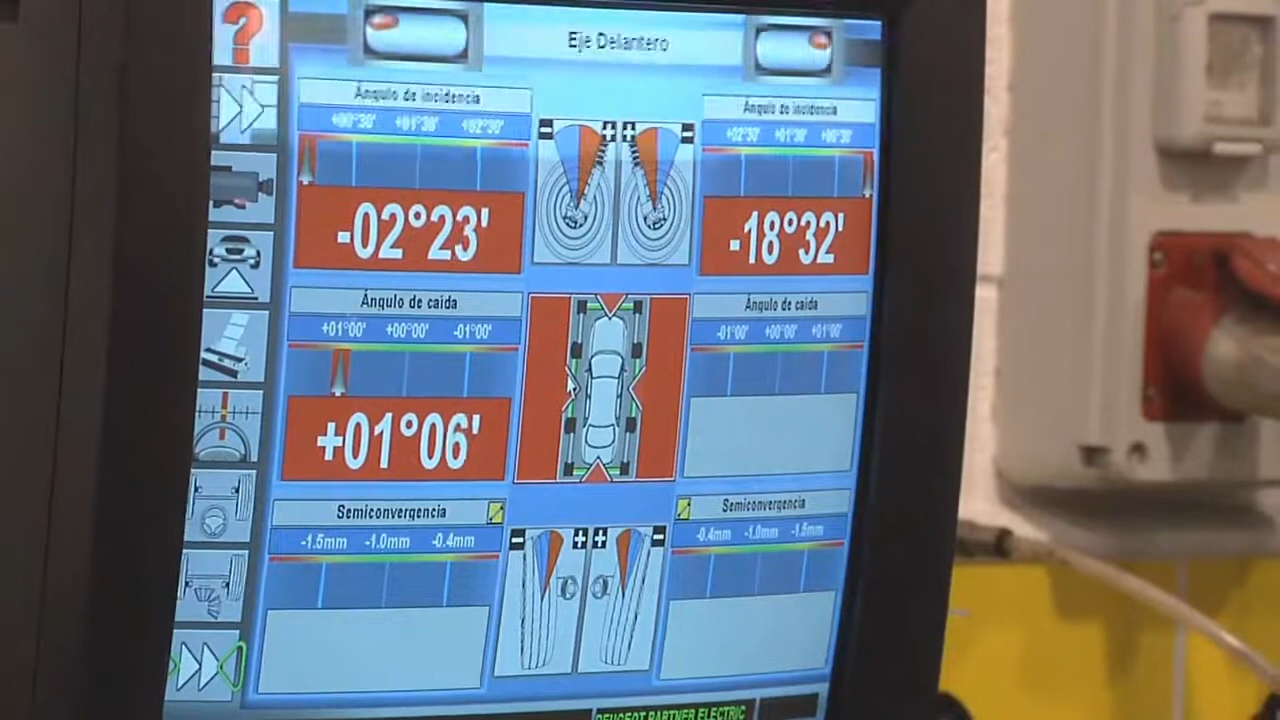 ?
Eje Delantero
Ángulo de incidencia
+00°30' +01°30' +02°30'
-02°23'
- + + -
Ángulo de incidencia
+02°30' +01°30' +00°30'
-18°32'
Ángulo de caída
+01°00' +00°00' -01°00'
+01°06'
Ángulo de caída
-01°00' +00°00' +01°00'
Semiconvergencia
-1.5mm -1.0mm -0.4mm
- + + -
Semiconvergencia
-0.4mm -1.0mm -1.5mm
PEUGEOT PARTNER ELECTRIC